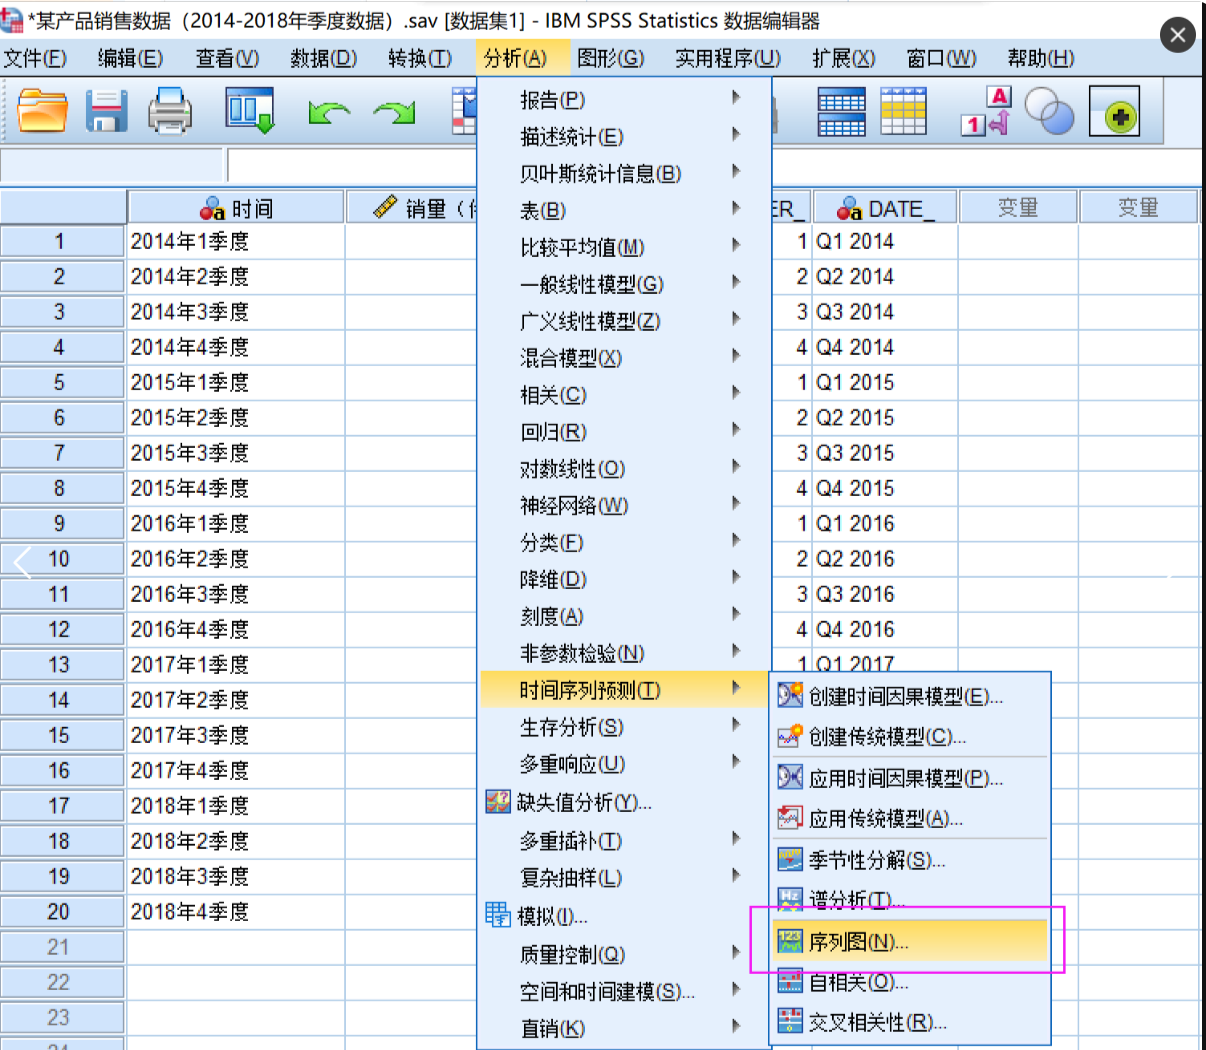 *某产品销售数据（2014-2018年季度数据）.sav [数据集1] - IBM SPSS Statistics 数据编辑器
文件(F) 编辑(E) 查看(V) 数据(D) 转换(T) 分析(A) 图形(G) 实用程序(U) 扩展(X) 窗口(W) 帮助(H)
时间 销量（ ER_ DATE_ 变量 变量
1 2014年1季度 1 Q1 2014
2 2014年2季度 2 Q2 2014
3 2014年3季度 3 Q3 2014
4 2014年4季度 4 Q4 2014
5 2015年1季度 1 Q1 2015
6 2015年2季度 2 Q2 2015
7 2015年3季度 3 Q3 2015
8 2015年4季度 4 Q4 2015
9 2016年1季度 1 Q1 2016
10 2016年2季度 2 Q2 2016
11 2016年3季度 3 Q3 2016
12 2016年4季度 4 Q4 2016
13 2017年1季度 1 Q1 2017
14 2017年2季度
15 2017年3季度
16 2017年4季度
17 2018年1季度
18 2018年2季度
19 2018年3季度
20 2018年4季度
21
22
23
24
报告(P)
描述统计(E)
贝叶斯统计信息(B)
表(B)
比较平均值(M)
一般线性模型(G)
广义线性模型(Z)
混合模型(X)
相关(C)
回归(R)
对数线性(O)
神经网络(W)
分类(F)
降维(D)
刻度(A)
非参数检验(N)
时间序列预测(T)
生存分析(S)
多重响应(U)
缺失值分析(Y)...
多重插补(T)
复杂抽样(L)
模拟(I)...
质量控制(Q)
空间和时间建模(S)...
直销(K)
创建时间因果模型(E)...
创建传统模型(C)...
应用时间因果模型(P)...
应用传统模型(A)...
季节性分解(S)...
谱分析(T)...
序列图(N)...
自相关(O)...
交叉相关性(R)...